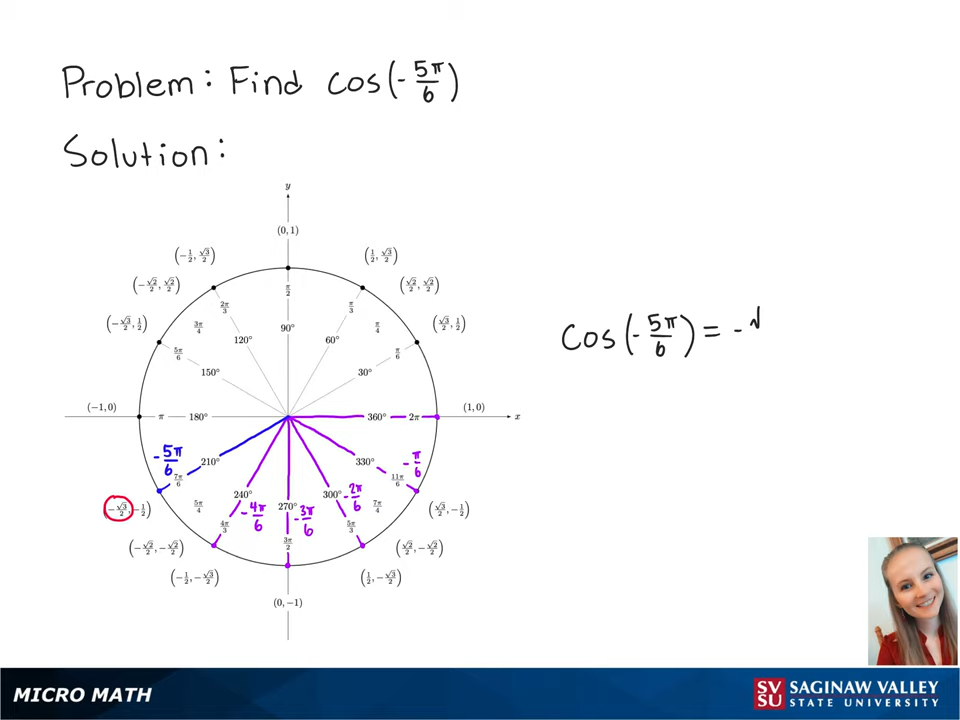 Problem: Find cos(-5π/6)
Solution:
y
(0, 1)
(-1/2, √3/2) (1/2, √3/2)
(-√2/2, √2/2) (√2/2, √2/2)
(-√3/2, 1/2) (√3/2, 1/2)
π/2
2π/3 π/3
3π/4 π/4
90°
120° 60°
5π/6 π/6
150° 30°
cos(-5π/6) = -√
(-1, 0) (1, 0)
π 180° 360° 2π x
-5π/6 210° 330° -π/6
7π/6 11π/6
240° 300° -2π/6
270°
(-√3/2, -1/2) 5π/4 -4π/6 -3π/6 7π/4 (√3/2, -1/2)
4π/3 5π/3
3π/2
(-√2/2, -√2/2) (√2/2, -√2/2)
(-1/2, -√3/2) (1/2, -√3/2)
(0, -1)
MICRO MATH
SV
SU
SAGINAW VALLEY
STATE UNIVERSITY